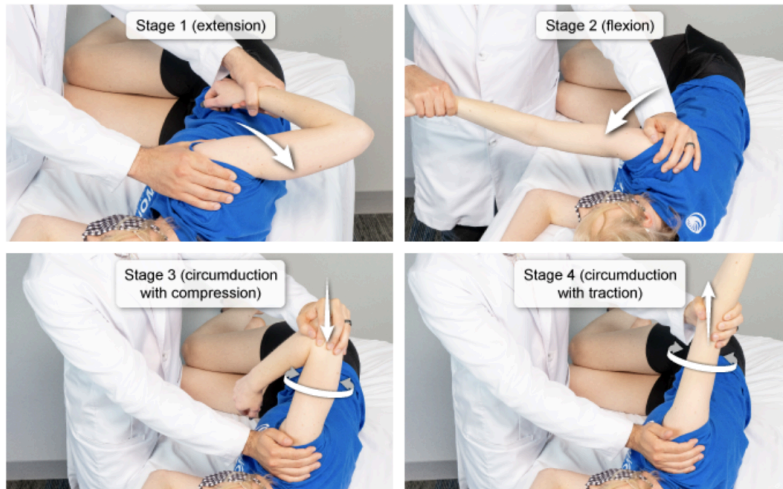 Stage 1 (extension)
Stage 2 (flexion)
Stage 3 (circumduction
with compression)
Stage 4 (circumduction
with traction)